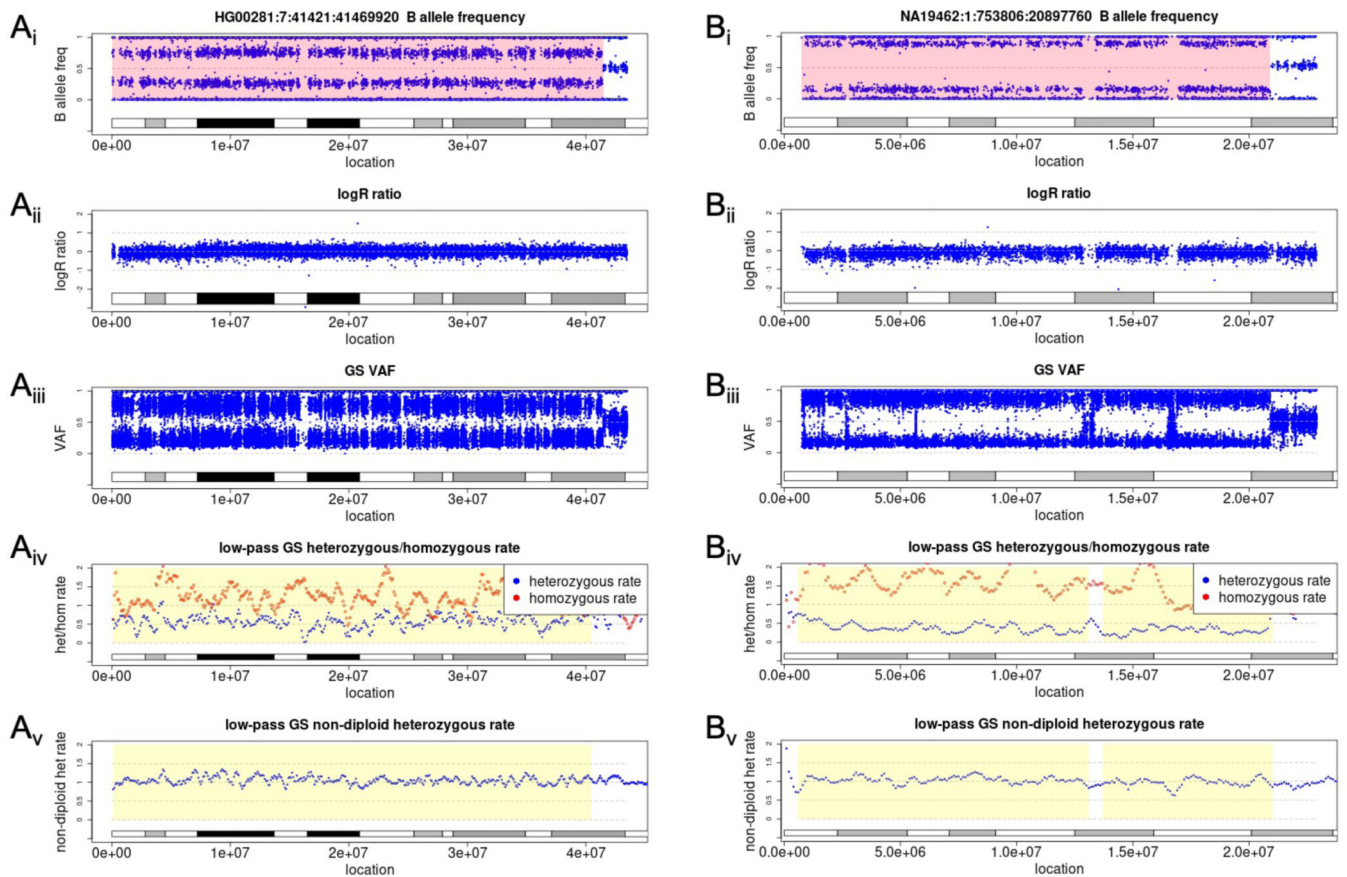 Ai
HG00281:7:41421:41469920 B allele frequency
B allele freq
1
0.5
0
0e+00 1e+07 2e+07 3e+07 4e+07
location
Bi
NA19462:1:753806:20897760 B allele frequency
B allele freq
1
0.5
0
0.0e+00 5.0e+06 1.0e+07 1.5e+07 2.0e+07
location
Aii
logR ratio
logR ratio
2
1
0
-1
-2
0e+00 1e+07 2e+07 3e+07 4e+07
location
Bii
logR ratio
logR ratio
2
1
0
-1
-2
0.0e+00 5.0e+06 1.0e+07 1.5e+07 2.0e+07
location
Aiii
GS VAF
VAF
1
0.5
0
0e+00 1e+07 2e+07 3e+07 4e+07
location
Biii
GS VAF
VAF
1
0.5
0
0.0e+00 5.0e+06 1.0e+07 1.5e+07 2.0e+07
location
Aiv
low-pass GS heterozygous/homozygous rate
het/hom rate
2
1.5
1
0.5
0
heterozygous rate
homozygous rate
0e+00 1e+07 2e+07 3e+07 4e+07
location
Biv
low-pass GS heterozygous/homozygous rate
het/hom rate
2
1.5
1
0.5
0
heterozygous rate
homozygous rate
0.0e+00 5.0e+06 1.0e+07 1.5e+07 2.0e+07
location
Av
low-pass GS non-diploid heterozygous rate
non-diploid het rate
2
1.5
1
0.5
0
0e+00 1e+07 2e+07 3e+07 4e+07
location
Bv
low-pass GS non-diploid heterozygous rate
non-diploid het rate
2
1.5
1
0.5
0
0.0e+00 5.0e+06 1.0e+07 1.5e+07 2.0e+07
location